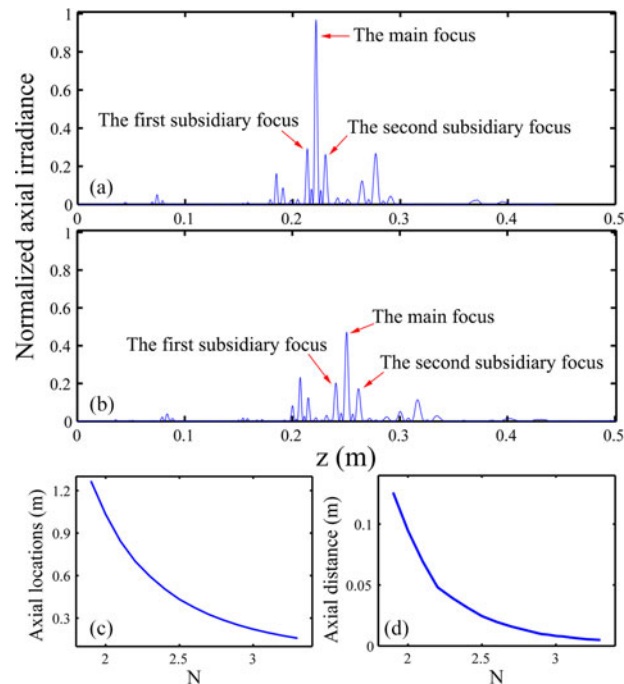 Normalized axial irradiance
1
0.8
0.6
0.4
0.2
0
The main focus
The first subsidiary focus
The second subsidiary focus
(a)
0 0.1 0.2 0.3 0.4 0.5
1
0.8
0.6
0.4
0.2
0
The main focus
The first subsidiary focus
The second subsidiary focus
(b)
0 0.1 0.2 0.3 0.4 0.5
z (m)
Axial locations (m)
1.2
0.9
0.6
0.3
(c)
2 2.5 3
N
Axial distance (m)
0.1
0.05
0
(d)
2 2.5 3
N